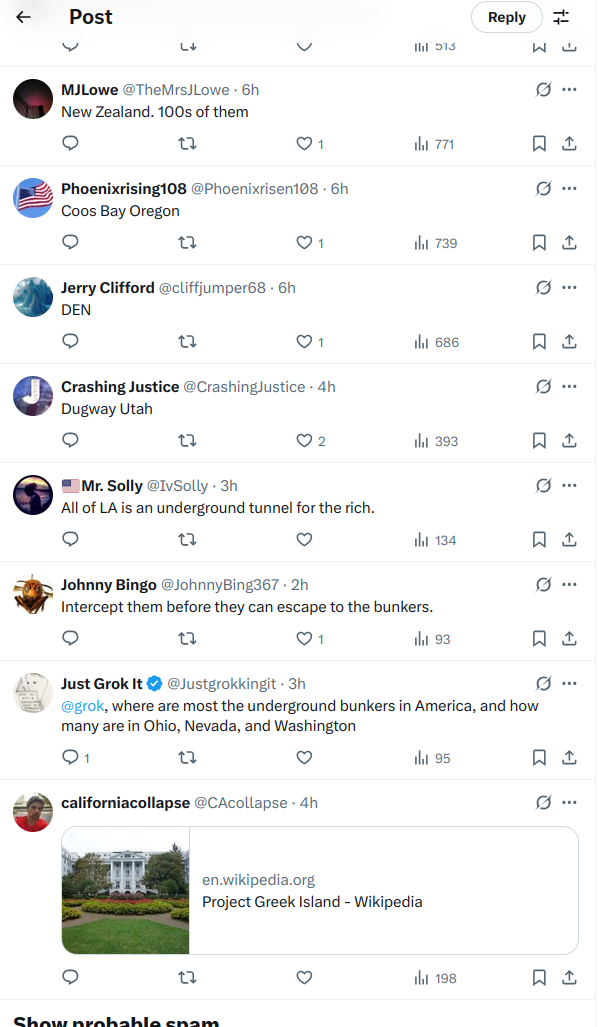 Post
Reply
513
MJLowe @TheMrsJLowe · 6h
New Zealand. 100s of them
1 771
Phoenixrising108 @Phoenixrisen108 · 6h
Coos Bay Oregon
1 739
Jerry Clifford @cliffjumper68 · 6h
DEN
1 686
Crashing Justice @CrashingJustice · 4h
Dugway Utah
2 393
Mr. Solly @IvSolly · 3h
All of LA is an underground tunnel for the rich.
134
Johnny Bingo @JohnnyBing367 · 2h
Intercept them before they can escape to the bunkers.
1 93
Just Grok It @Justgrokkingit · 3h
@grok, where are most the underground bunkers in America, and how
many are in Ohio, Nevada, and Washington
1 95
californiacollapse @CAcollapse · 4h
en.wikipedia.org
Project Greek Island - Wikipedia
198
Show probable spam